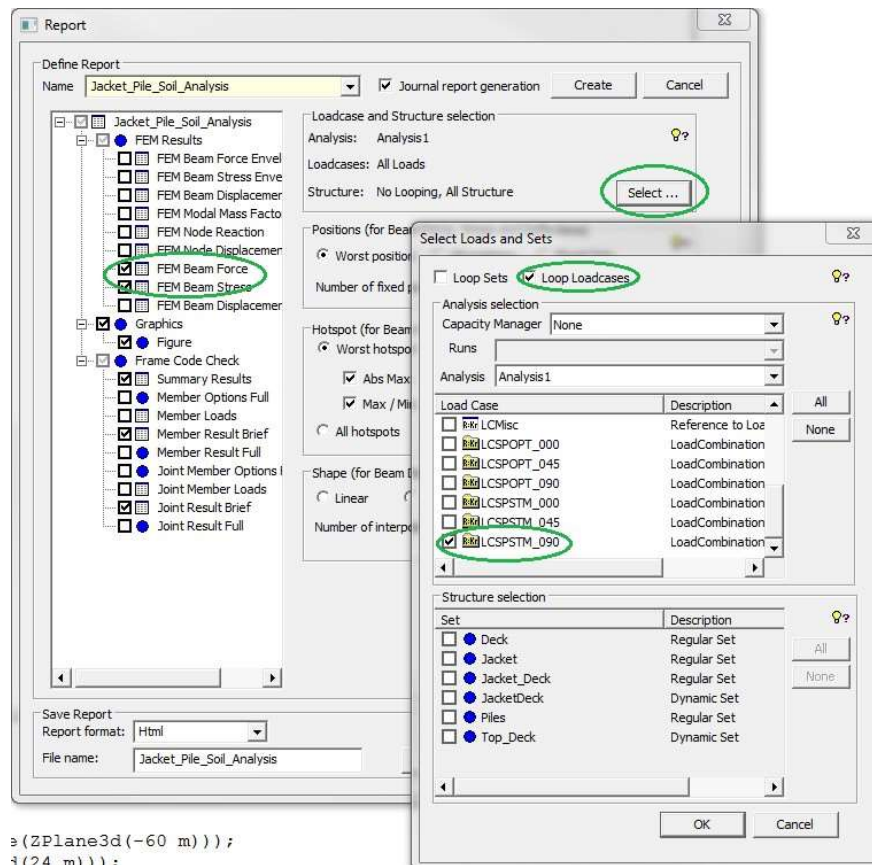 Report
Define Report
Name Jacket_Pile_Soil_Analysis Journal report generation Create Cancel
Jacket_Pile_Soil_Analysis
FEM Results
FEM Beam Force Envel
FEM Beam Stress Enve
FEM Beam Displacemer
FEM Modal Mass Facto
FEM Node Reaction
FEM Node Displacemen
FEM Beam Force
FEM Beam Stress
FEM Beam Displacemer
Graphics
Figure
Frame Code Check
Summary Results
Member Options Full
Member Loads
Member Result Brief
Member Result Full
Joint Member Options
Joint Member Loads
Joint Result Brief
Joint Result Full
Loadcase and Structure selection
Analysis: Analysis1
Loadcases: All Loads
Structure: No Looping, All Structure Select ...
Positions (for Bear
Worst position
Number of fixed
Hotspot (for Beam
Worst hotspo
Abs Max
Max / Mi
All hotspots
Shape (for Beam
Linear
Number of interpo
Save Report
Report format: Html
File name: Jacket_Pile_Soil_Analysis
Select Loads and Sets
Loop Sets Loop Loadcases
Analysis selection
Capacity Manager None
Runs
Analysis Analysis1
Load Case Description All
LCMisc Reference to Loa None
LCSPOPT_000 LoadCombination
LCSPOPT_045 LoadCombination
LCSPOPT_090 LoadCombination
LCSPSTM_000 LoadCombination
LCSPSTM_045 LoadCombination
LCSPSTM_090 LoadCombination
Structure selection
Set Description
Deck Regular Set All
Jacket Regular Set
Jacket_Deck Regular Set None
JacketDeck Dynamic Set
Piles Regular Set
Top_Deck Dynamic Set
OK Cancel
e(ZPlane3d(-60 m)));
d(24 m)));